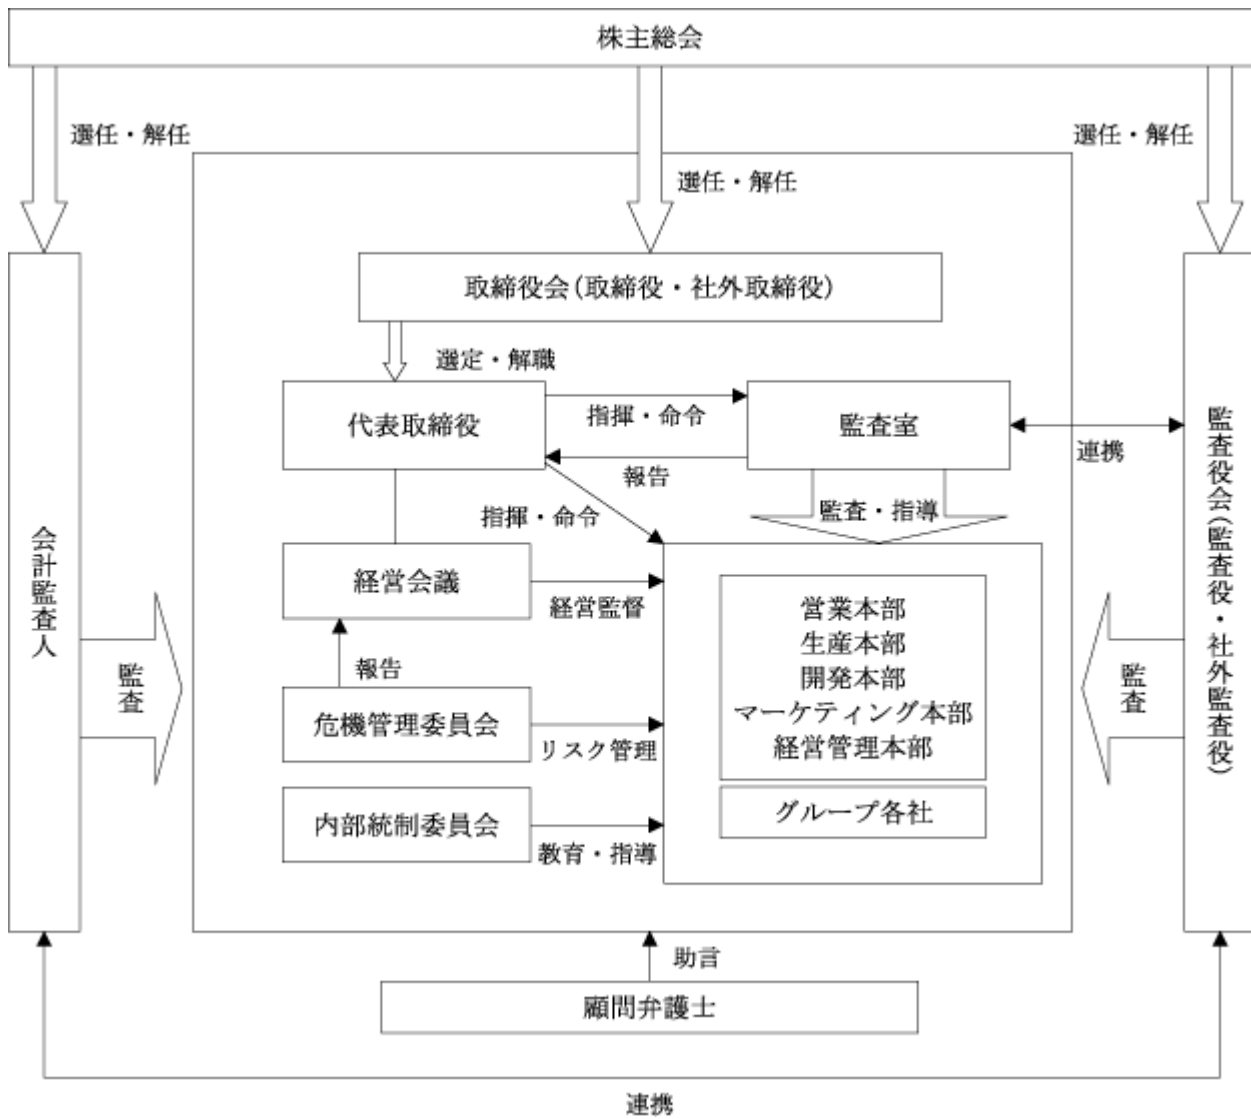 株主総会
選任・解任
選任・解任
選任・解任
取締役会(取締役・社外取締役)
選定・解職
代表取締役
指揮・命令
監査室
報告
連携
指揮・命令
監査・指導
経営会議
経営監督
報告
危機管理委員会
リスク管理
内部統制委員会
教育・指導
営業本部
生産本部
開発本部
マーケティング本部
経営管理本部
グループ各社
会計監査人
監査
監査
監査役会(監査役・社外監査役)
助言
顧問弁護士
連携